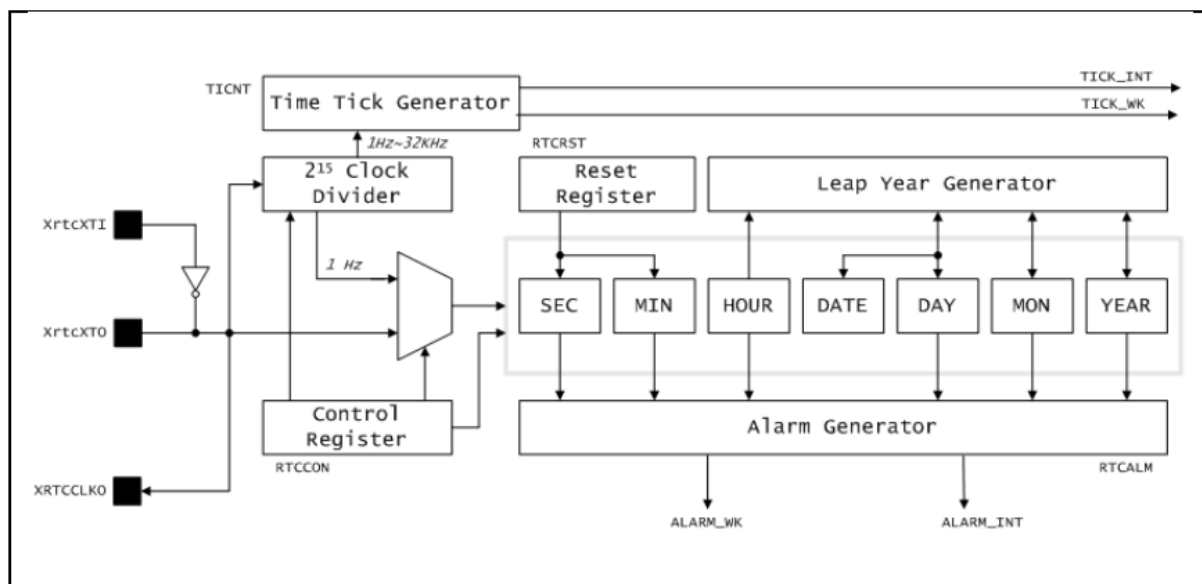 TICNT
Time Tick Generator
TICK_INT
TICK_WK
1Hz~32KHz
RTCRST
2¹⁵ Clock
Divider
Reset
Register
Leap Year Generator
XrtcXTI
1 Hz
SEC
MIN
HOUR
DATE
DAY
MON
YEAR
XrtcXTO
Control
Register
Alarm Generator
RTCCON
RTCALM
XRTCCLKO
ALARM_WK
ALARM_INT